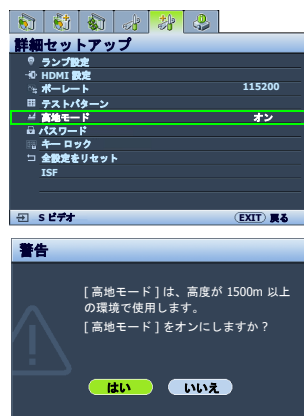 詳細セットアップ
ランプ設定
HDMI 設定
ボーレート 115200
テストパターン
高地モード オン
パスワード
キー ロック
全設定をリセット
ISF
S ビデオ EXIT 戻る
警告
[ 高地モード ] は、高度が 1500m 以上
の環境で使用します。
[ 高地モード ] をオンにしますか？
はい いいえ